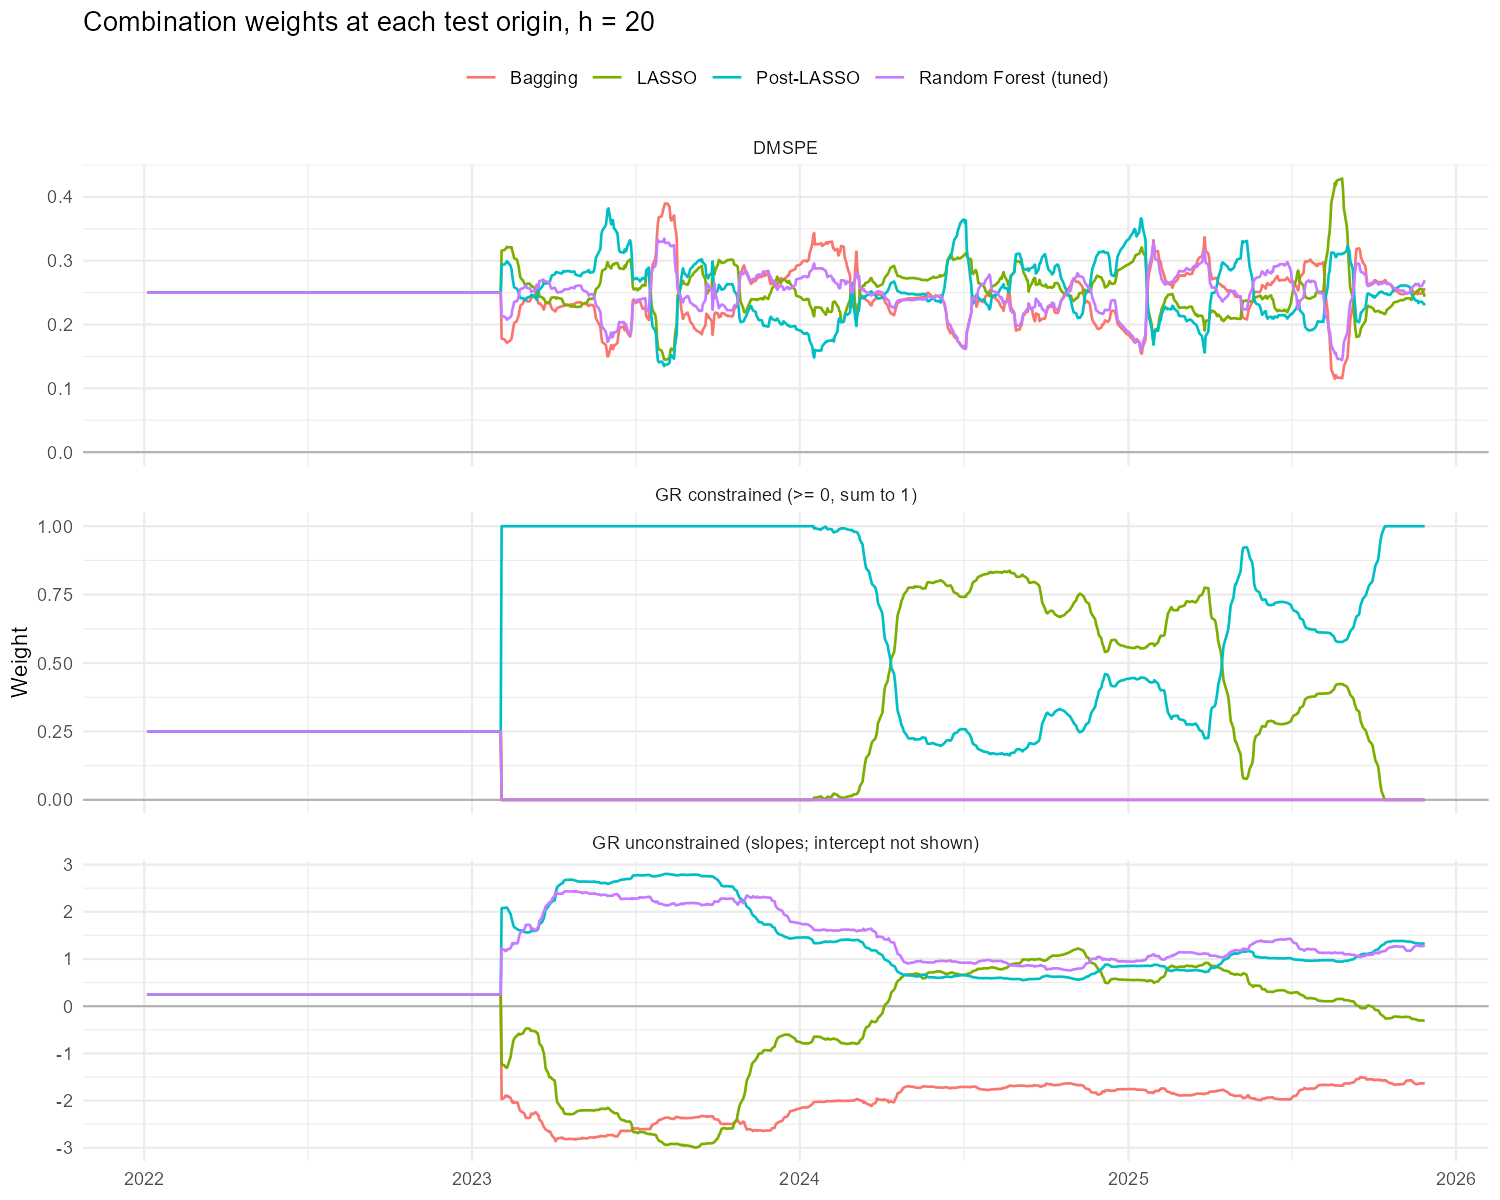 Combination weights at each test origin, h = 20
Bagging LASSO Post-LASSO Random Forest (tuned)
DMSPE
0.4
0.3
0.2
0.1
0.0
GR constrained (>= 0, sum to 1)
1.00
0.75
0.50
0.25
0.00
Weight
GR unconstrained (slopes; intercept not shown)
3
2
1
0
-1
-2
-3
2022 2023 2024 2025 2026